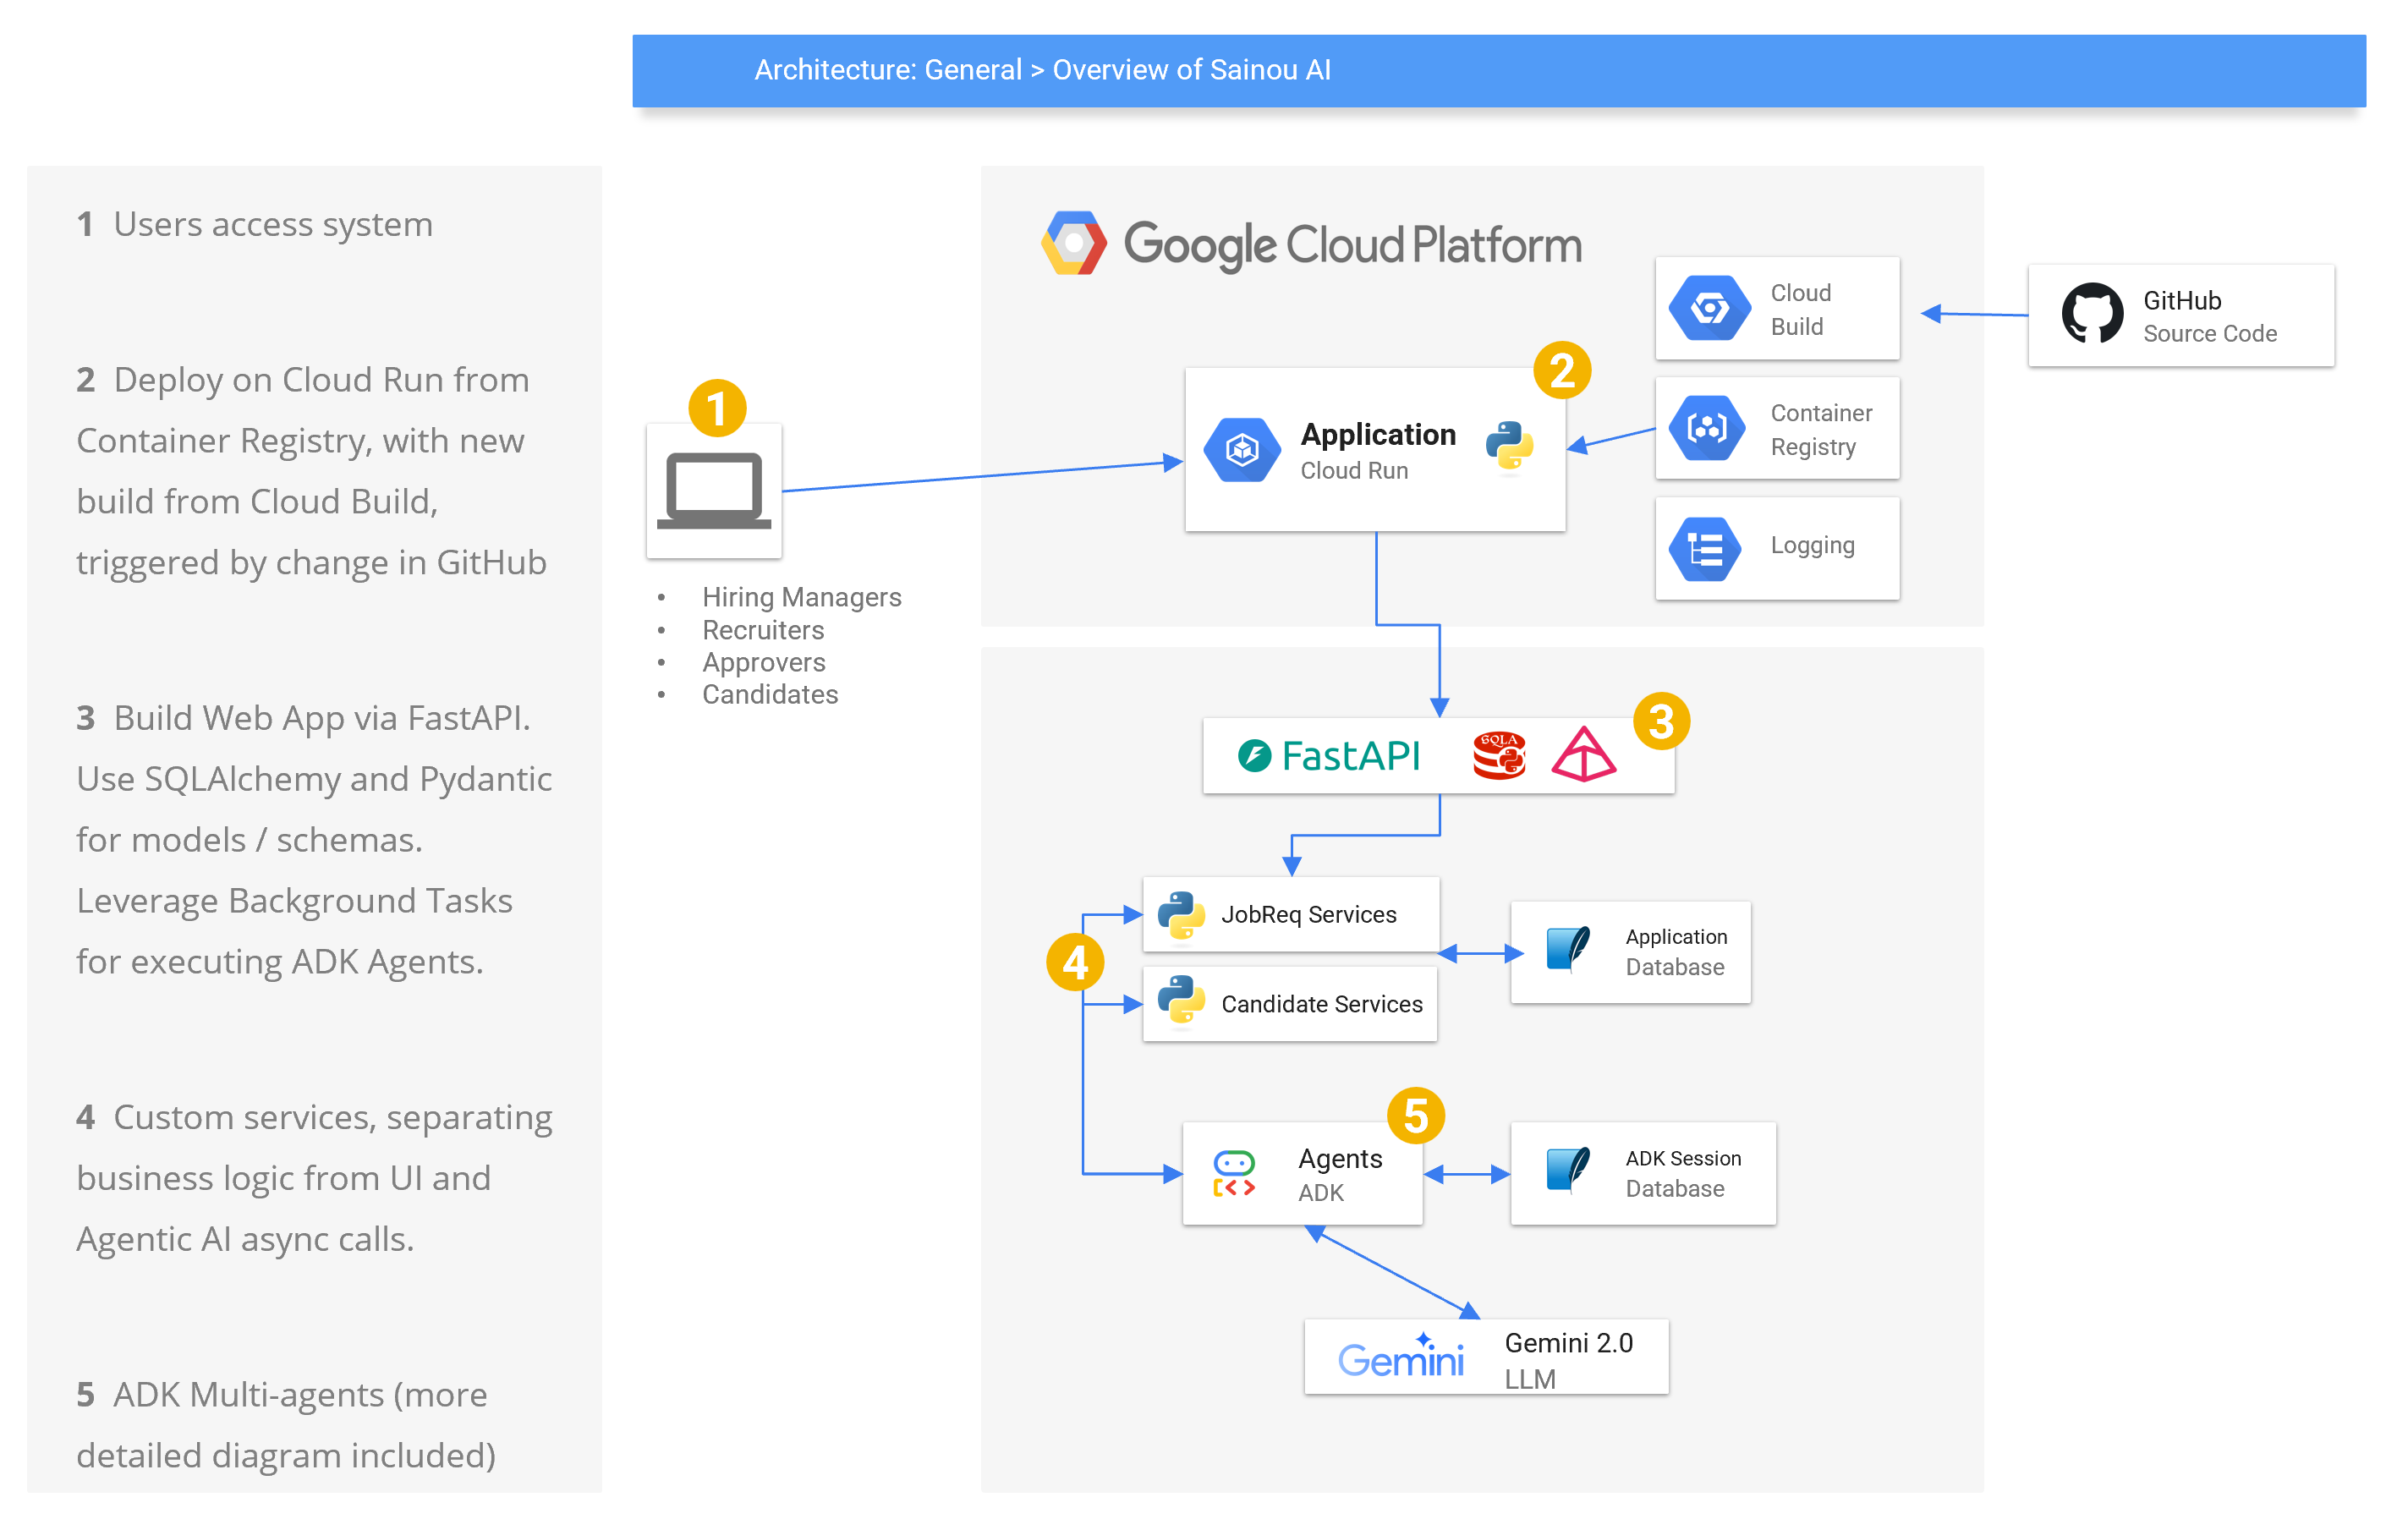 Architecture: General > Overview of Sainou AI
1 Users access system
2 Deploy on Cloud Run from
Container Registry, with new
build from Cloud Build,
triggered by change in GitHub
3 Build Web App via FastAPI.
Use SQLAlchemy and Pydantic
for models / schemas.
Leverage Background Tasks
for executing ADK Agents.
4 Custom services, separating
business logic from UI and
Agentic AI async calls.
5 ADK Multi-agents (more
detailed diagram included)
1
• Hiring Managers
• Recruiters
• Approvers
• Candidates
Google Cloud Platform
2
Application
Cloud Run
Cloud
Build
Container
Registry
Logging
GitHub
Source Code
3
FastAPI
SQLA
4
JobReq Services
Candidate Services
Application
Database
5
Agents
ADK
ADK Session
Database
Gemini
Gemini 2.0
LLM